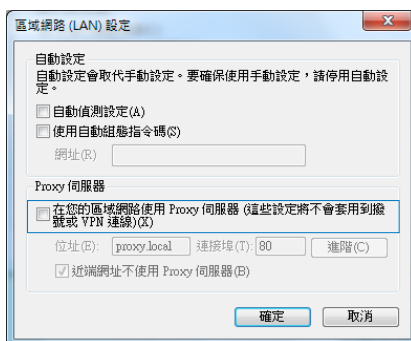 區域網路 (LAN) 設定
自動設定
自動設定會取代手動設定。要確保使用手動設定，請停用自動設
定。
自動偵測設定(A)
使用自動組態指令碼(S)
網址(R)
Proxy 伺服器
在您的區域網路使用 Proxy 伺服器 (這些設定將不會套用到撥
號或 VPN 連線)(X)
位址(E): proxy.local 連接埠(T): 80 進階(C)
近端網址不使用 Proxy 伺服器(B)
確定 取消